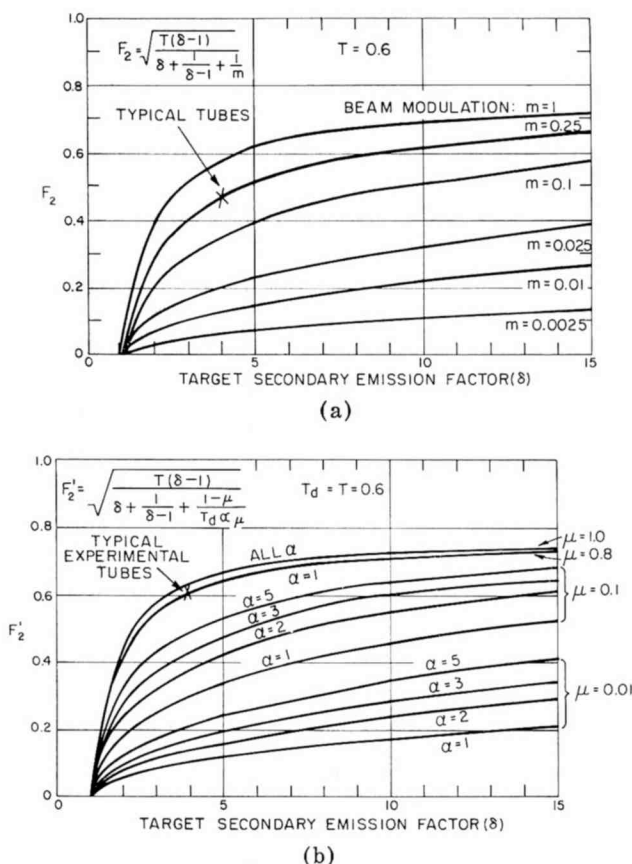 1.0
F₂ = √ T(δ-1) / δ + 1/δ-1 + 1/m
T = 0.6
0.8
TYPICAL TUBES
BEAM MODULATION: m=1
m=0.25
0.6
F₂
m=0.1
0.4
m=0.025
0.2
m=0.01
m=0.0025
0
0 5 10 15
TARGET SECONDARY EMISSION FACTOR(δ)
(a)
1.0
F₂' = √ T(δ-1) / δ + 1/δ-1 + 1-μ/T_d α μ
T_d = T = 0.6
0.8
TYPICAL
EXPERIMENTAL
TUBES
ALL α
μ=1.0
μ=0.8
α=1
0.6
α=5
α=3
α=2
μ=0.1
F₂'
0.4
α=1
α=5
α=3
μ=0.01
α=2
0.2
α=1
0
0 5 10 15
TARGET SECONDARY EMISSION FACTOR(δ)
(b)